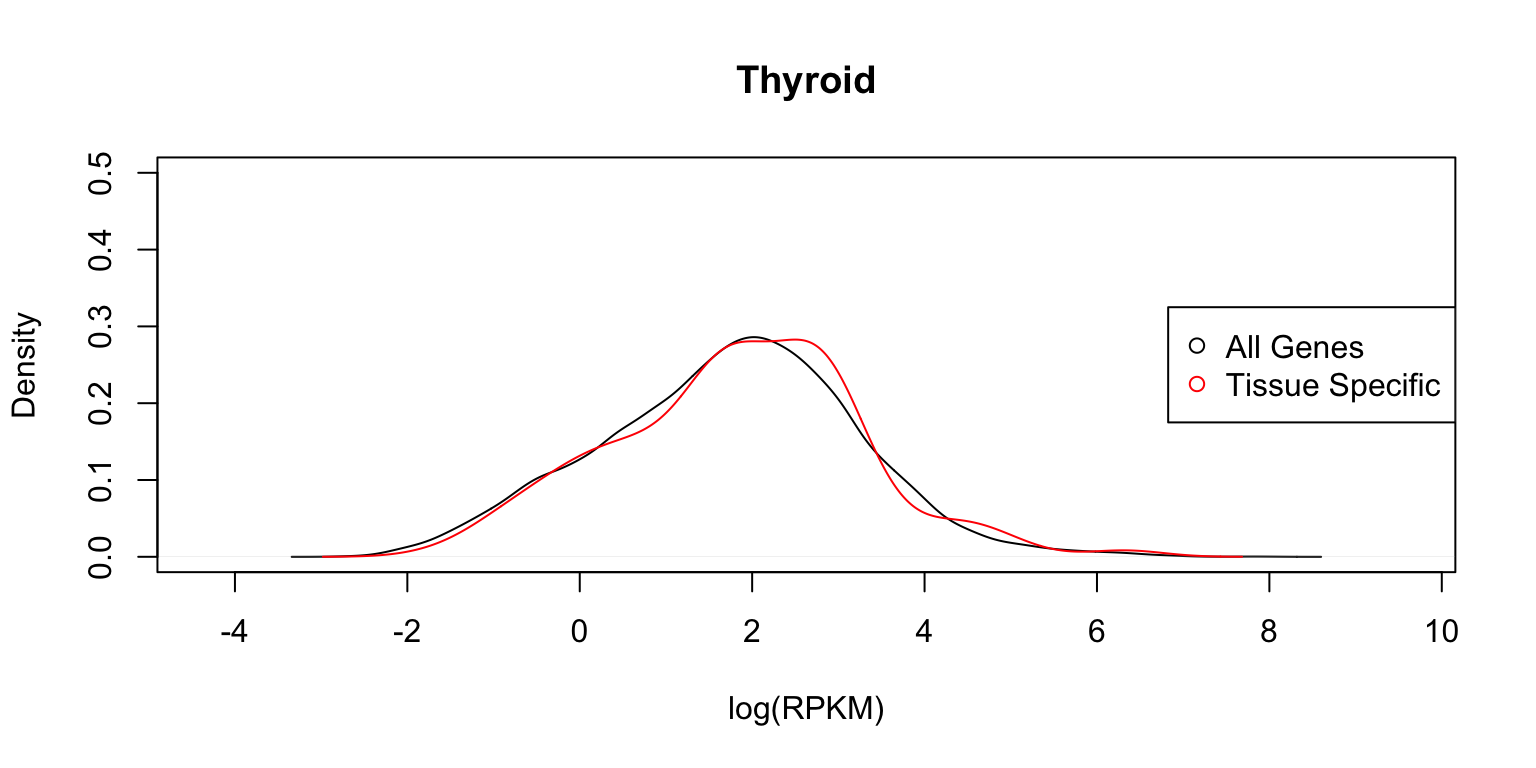 Thyroid
Density
0.5
0.4
0.3
0.2
0.1
0.0
All Genes
Tissue Specific
-4 -2 0 2 4 6 8 10
log(RPKM)